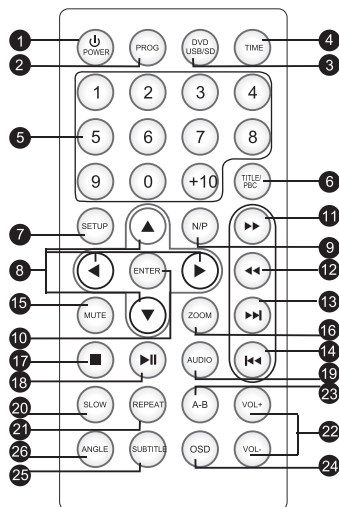 1 POWER PROG DVD USB/SD TIME 4
2 3
1 2 3 4
5 5 6 7 8
9 0 +10 TITLE/PBC 6
7 SETUP N/P 11
8 9
ENTER 12
15 MUTE ZOOM 13
10 16
17 14
18 AUDIO 19
20 SLOW REPEAT A-B VOL+ 23
21 22
26 ANGLE SUBTITLE OSD VOL-
25 24